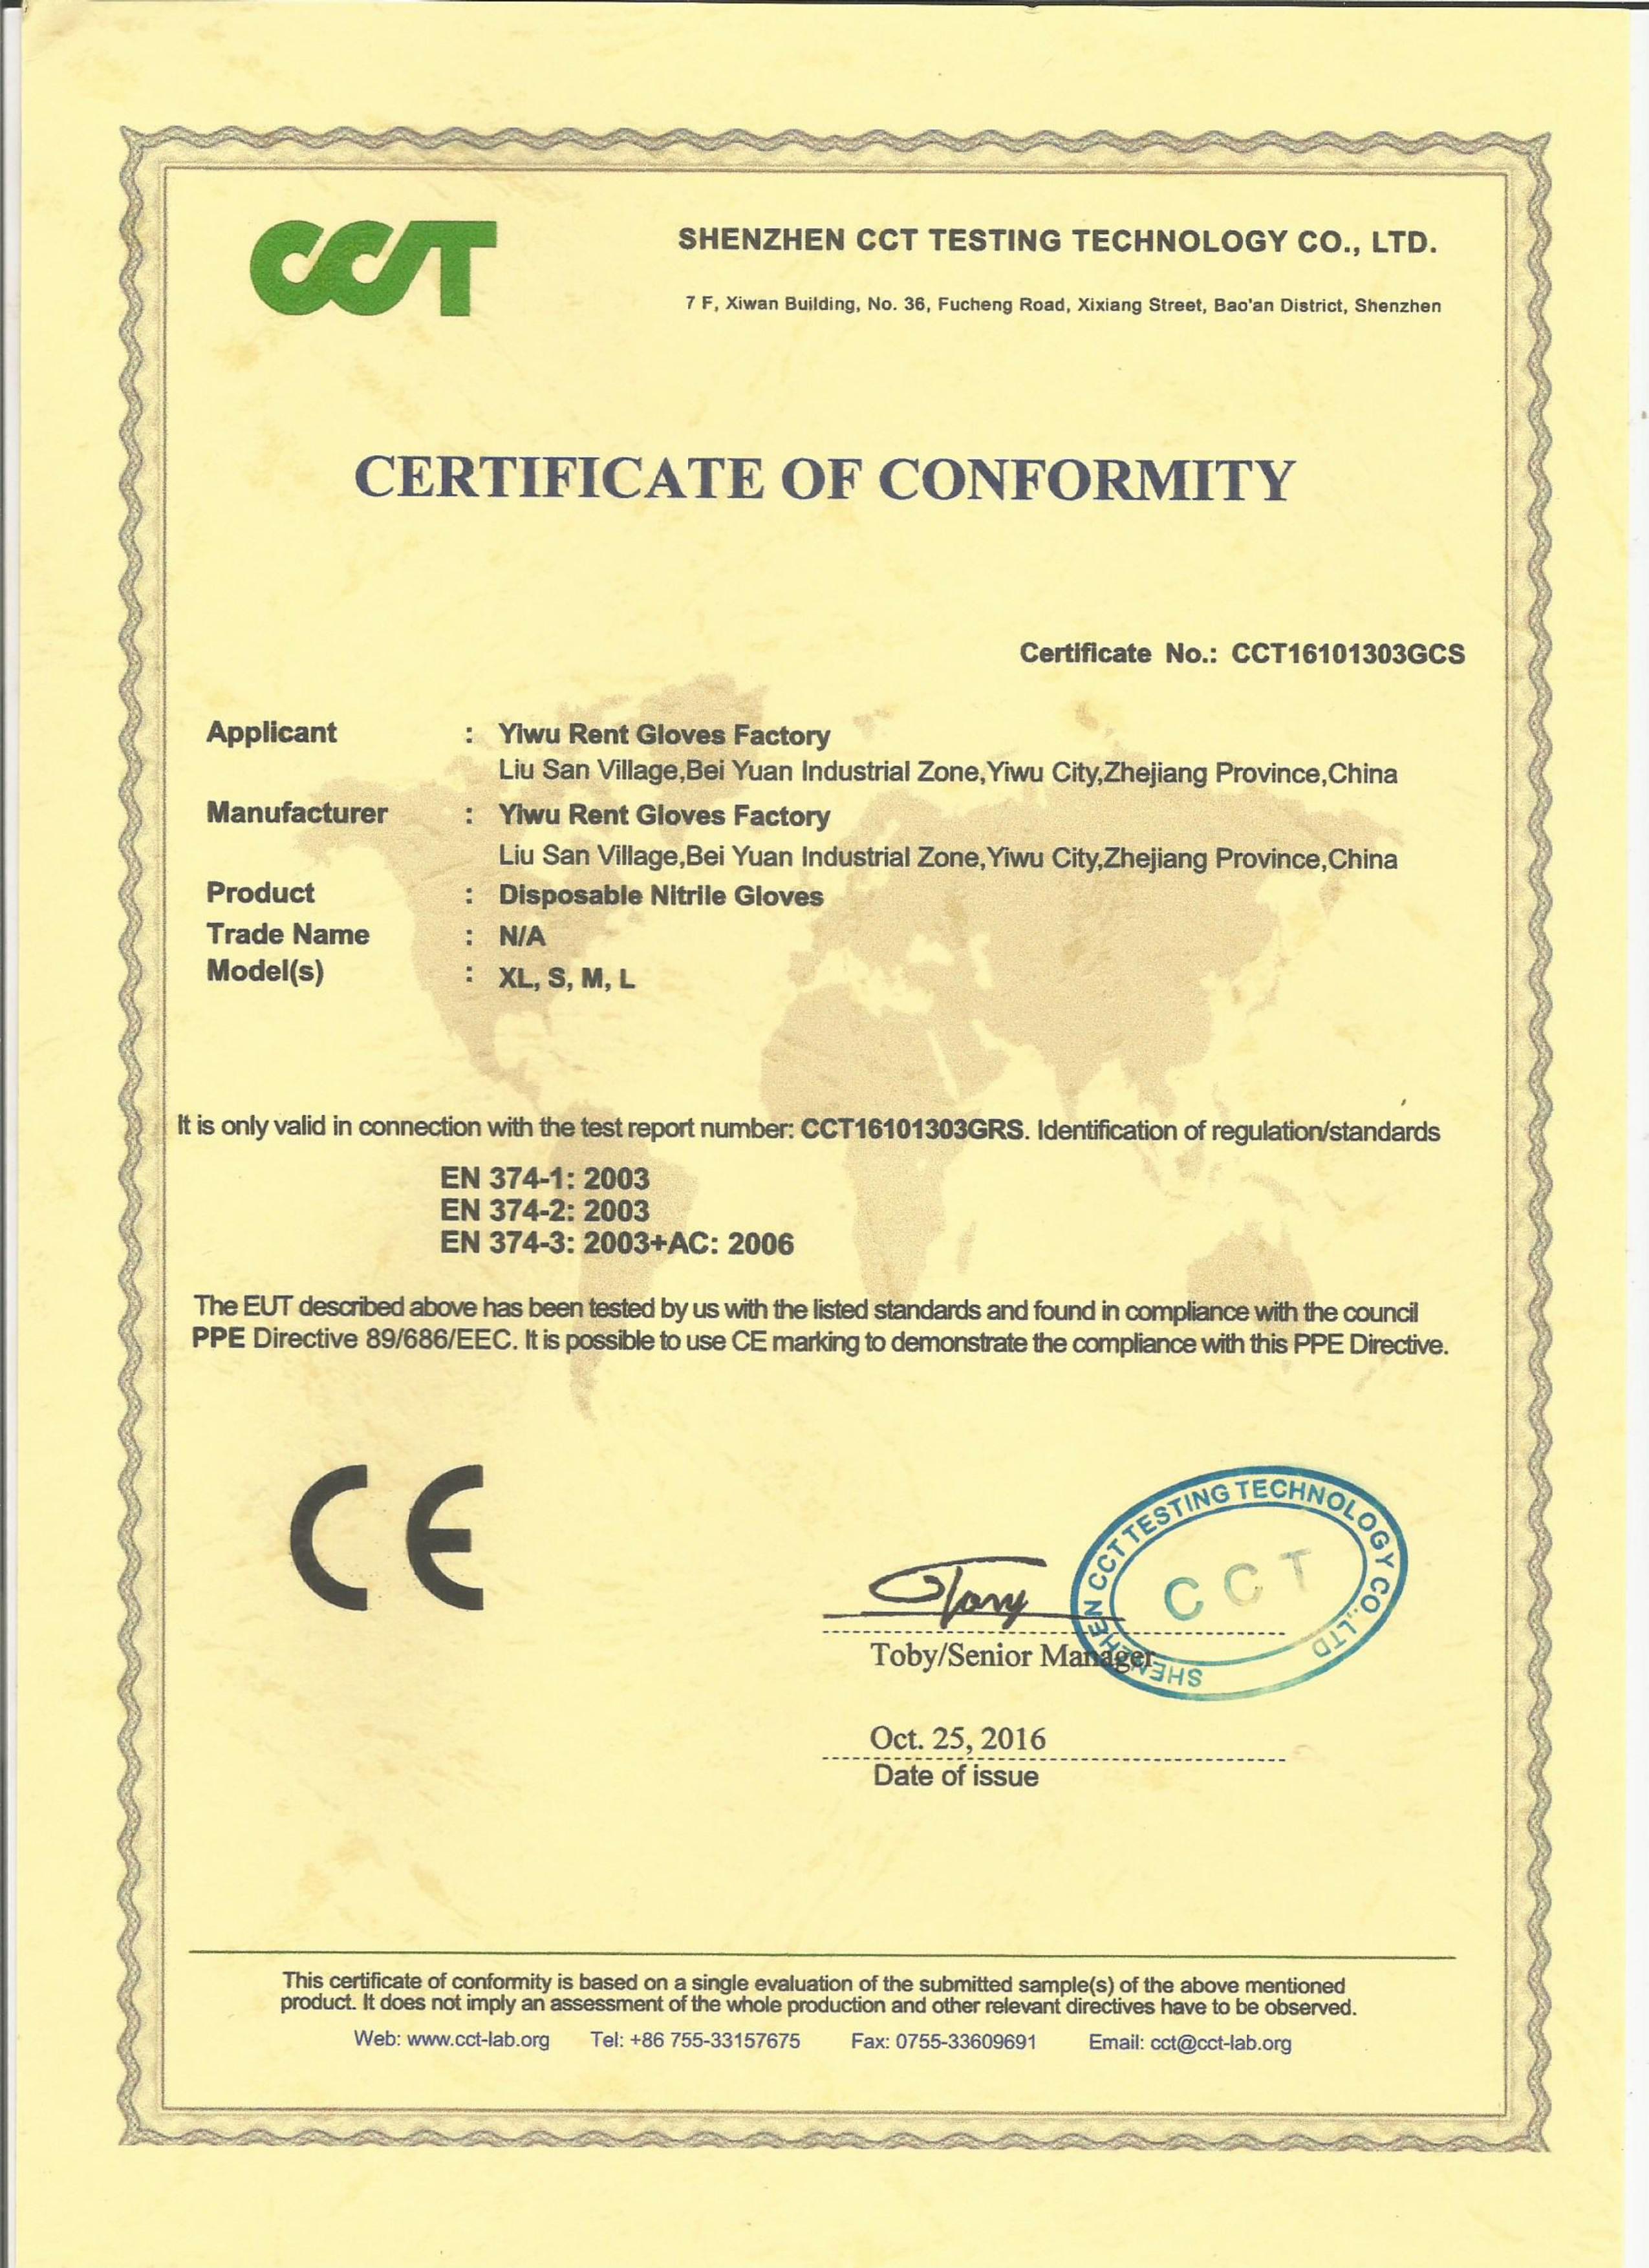 CCT
SHENZHEN CCT TESTING TECHNOLOGY CO., LTD.
7 F, Xiwan Building, No. 36, Fucheng Road, Xixiang Street, Bao'an District, Shenzhen
CERTIFICATE OF CONFORMITY
Certificate No.: CCT16101303GCS
Applicant : Yiwu Rent Gloves Factory
Liu San Village,Bei Yuan Industrial Zone,Yiwu City,Zhejiang Province,China
Manufacturer : Yiwu Rent Gloves Factory
Liu San Village,Bei Yuan Industrial Zone,Yiwu City,Zhejiang Province,China
Product : Disposable Nitrile Gloves
Trade Name : N/A
Model(s) : XL, S, M, L
It is only valid in connection with the test report number: CCT16101303GRS. Identification of regulation/standards
EN 374-1: 2003
EN 374-2: 2003
EN 374-3: 2003+AC: 2006
The EUT described above has been tested by us with the listed standards and found in compliance with the council
PPE Directive 89/686/EEC. It is possible to use CE marking to demonstrate the compliance with this PPE Directive.
CE
SHENZHEN CCT TESTING TECHNOLOGY CO.,LTD
CCT
Toby/Senior Manager
Oct. 25, 2016
Date of issue
This certificate of conformity is based on a single evaluation of the submitted sample(s) of the above mentioned
product. It does not imply an assessment of the whole production and other relevant directives have to be observed.
Web: www.cct-lab.org Tel: +86 755-33157675 Fax: 0755-33609691 Email: cct@cct-lab.org